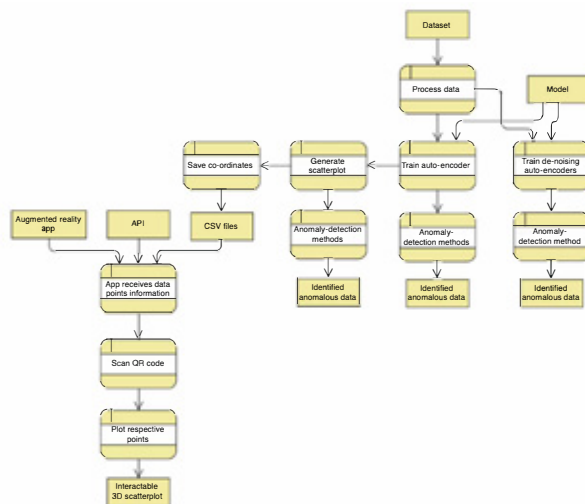 Dataset
Process data
Model
Save co-ordinates
Generate
scatterplot
Train auto-encoder
Train de-noising
auto-encoders
Augmented reality
app
API
CSV files
Anomaly-detection
methods
Anomaly-
detection methods
Anomaly-
detection method
App receives data
points information
Identified
anomalous data
Identified
anomalous data
Identified
anomalous data
Scan QR code
Plot respective
points
Interactable
3D scatterplot